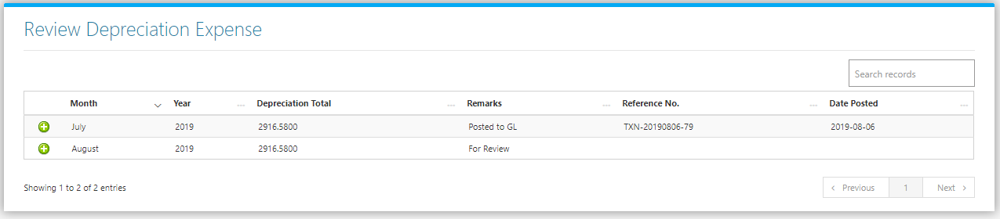 Review Depreciation Expense
Search records
Month Year Depreciation Total Remarks Reference No. Date Posted
July 2019 2916.5800 Posted to GL TXN-20190806-79 2019-08-06
August 2019 2916.5800 For Review
Showing 1 to 2 of 2 entries
Previous 1 Next